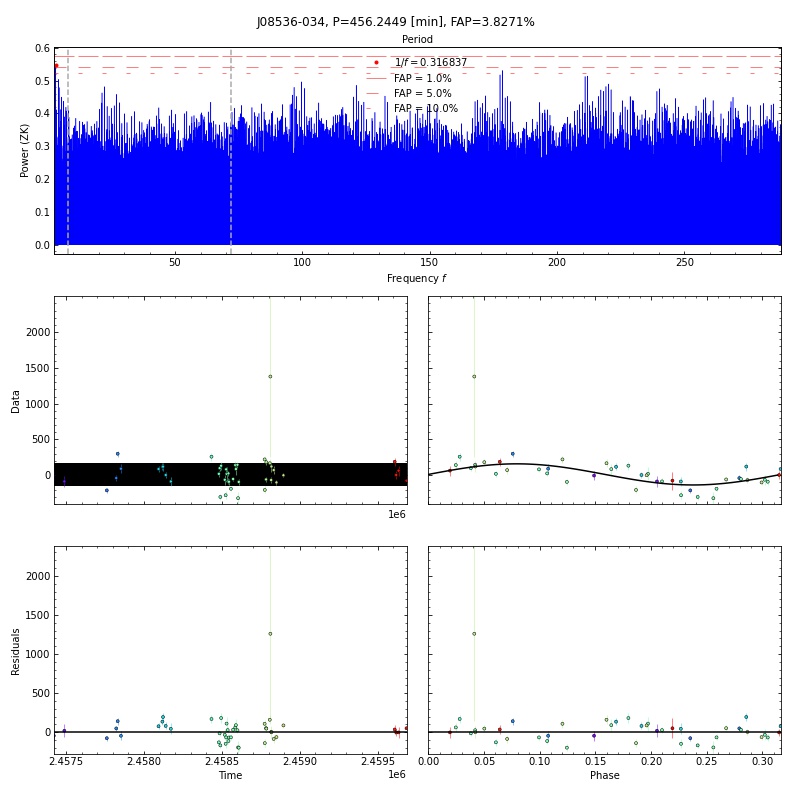 J08536-034, P=456.2449 [min], FAP=3.8271%
Period
0.6
0.5
0.4
0.3
0.2
0.1
0.0
Power (ZK)
1/f = 0.316837
FAP = 1.0%
FAP = 5.0%
FAP = 10.0%
50 100 150 200 250
Frequency f
2000
1500
1000
500
0
Data
1e6
2000
1500
1000
500
0
Residuals
2.4575 2.4580 2.4585 2.4590 2.4595
Time 1e6
0.00 0.05 0.10 0.15 0.20 0.25 0.30
Phase